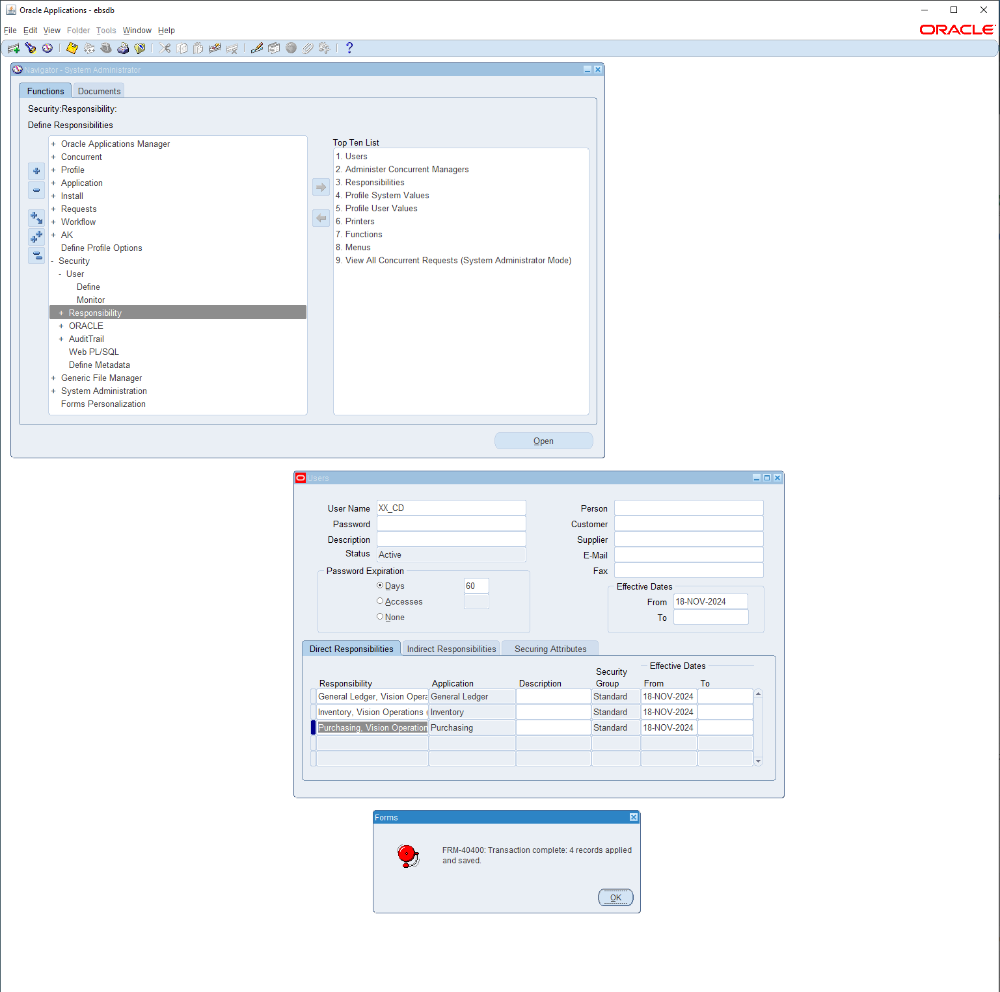 Oracle Applications - ebsdb
File Edit View Folder Tools Window Help
ORACLE
Navigator - System Administrator
Functions Documents
Security:Responsibility:
Define Responsibilities
+ Oracle Applications Manager
+ Concurrent
+ Profile
+ Application
+ Install
+ Requests
+ Workflow
+ AK
Define Profile Options
- Security
- User
Define
Monitor
+ Responsibility
+ ORACLE
+ AuditTrail
Web PL/SQL
Define Metadata
+ Generic File Manager
+ System Administration
Forms Personalization
Top Ten List
1. Users
2. Administer Concurrent Managers
3. Responsibilities
4. Profile System Values
5. Profile User Values
6. Printers
7. Functions
8. Menus
9. View All Concurrent Requests (System Administrator Mode)
Open
Users
User Name XX_CD
Password
Description
Status Active
Person
Customer
Supplier
E-Mail
Fax
Password Expiration
Days 60
Accesses
None
Effective Dates
From 18-NOV-2024
To
Direct Responsibilities Indirect Responsibilities Securing Attributes
Effective Dates
Responsibility Application Description Security Group From To
General Ledger, Vision Opera General Ledger Standard 18-NOV-2024
Inventory, Vision Operations ( Inventory Standard 18-NOV-2024
Purchasing, Vision Operation Purchasing Standard 18-NOV-2024
Forms
FRM-40400: Transaction complete: 4 records applied
and saved.
OK